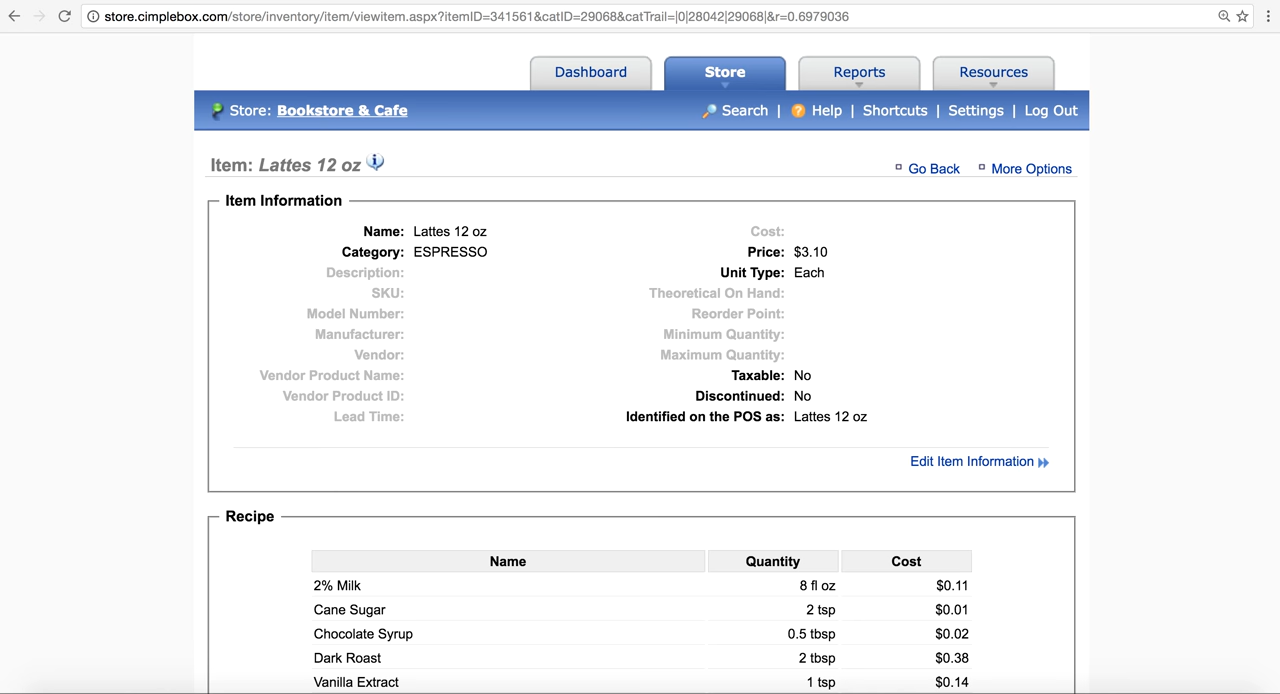 store.cimplebox.com/store/inventory/item/viewitem.aspx?itemID=341561&catID=29068&catTrail=|0|28042|29068|&r=0.6979036
Dashboard Store Reports Resources
Store: Bookstore & Cafe Search | Help | Shortcuts | Settings | Log Out
Item: Lattes 12 oz Go Back More Options
Item Information
Name: Lattes 12 oz Cost:
Category: ESPRESSO Price: $3.10
Description: Unit Type: Each
SKU: Theoretical On Hand:
Model Number: Reorder Point:
Manufacturer: Minimum Quantity:
Vendor: Maximum Quantity:
Vendor Product Name: Taxable: No
Vendor Product ID: Discontinued: No
Lead Time: Identified on the POS as: Lattes 12 oz
Edit Item Information
Recipe
Name Quantity Cost
2% Milk 8 fl oz $0.11
Cane Sugar 2 tsp $0.01
Chocolate Syrup 0.5 tbsp $0.02
Dark Roast 2 tbsp $0.38
Vanilla Extract 1 tsp $0.14